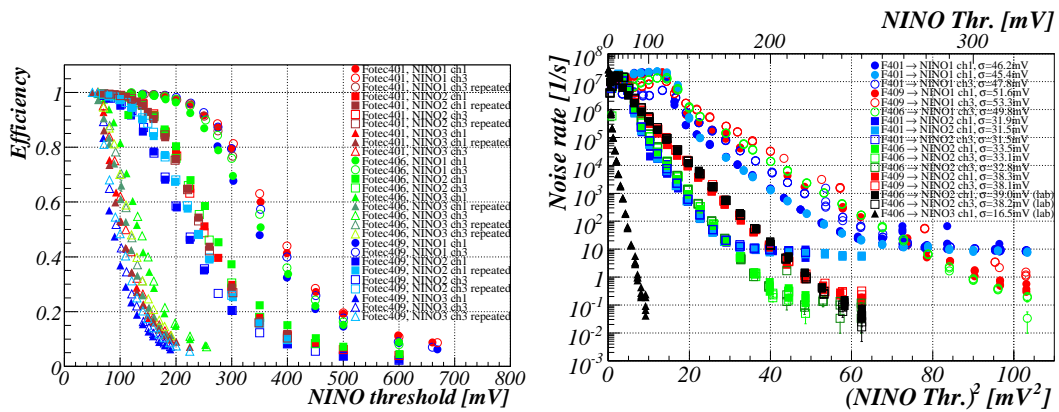 Efficiency
1
0.8
0.6
0.4
0.2
0 100 200 300 400 500 600 700 800
NINO threshold [mV]
Fotec401, NINO1 ch1
Fotec401, NINO1 ch3
Fotec401, NINO1 ch3 repeated
Fotec401, NINO2 ch1
Fotec401, NINO2 ch1 repeated
Fotec401, NINO2 ch3
Fotec401, NINO2 ch3 repeated
Fotec401, NINO3 ch1
Fotec401, NINO3 ch1 repeated
Fotec401, NINO3 ch3
Fotec406, NINO1 ch1
Fotec406, NINO1 ch3
Fotec406, NINO2 ch1
Fotec406, NINO2 ch3
Fotec406, NINO3 ch1
Fotec406, NINO3 ch1 repeated
Fotec406, NINO3 ch3
Fotec406, NINO3 ch3 repeated
Fotec409, NINO1 ch1
Fotec409, NINO1 ch3
Fotec409, NINO2 ch1
Fotec409, NINO2 ch1 repeated
Fotec409, NINO2 ch3
Fotec409, NINO3 ch1
Fotec409, NINO3 ch3
Fotec409, NINO3 ch3 repeated
NINO Thr. [mV]
0 100 200 300
Noise rate [1/s]
10^8
10^7
10^6
10^5
10^4
10^3
10^2
10
1
10^-1
10^-2
10^-3
0 20 40 60 80 100
(NINO Thr.)^2 [mV^2]
F401 → NINO1 ch1, σ=46.2mV
F401 → NINO1 ch1, σ=45.4mV
F401 → NINO1 ch3, σ=47.8mV
F409 → NINO1 ch1, σ=51.6mV
F409 → NINO1 ch3, σ=53.3mV
F406 → NINO1 ch3, σ=49.8mV
F401 → NINO2 ch1, σ=31.9mV
F401 → NINO2 ch1, σ=31.5mV
F401 → NINO2 ch3, σ=31.5mV
F406 → NINO2 ch1, σ=33.5mV
F406 → NINO2 ch3, σ=33.1mV
F406 → NINO2 ch3, σ=32.8mV
F409 → NINO2 ch1, σ=38.3mV
F409 → NINO2 ch3, σ=38.1mV
F406 → NINO2 ch1, σ=39.0mV (lab)
F406 → NINO2 ch3, σ=38.2mV (lab)
F406 → NINO3 ch1, σ=16.5mV (lab)